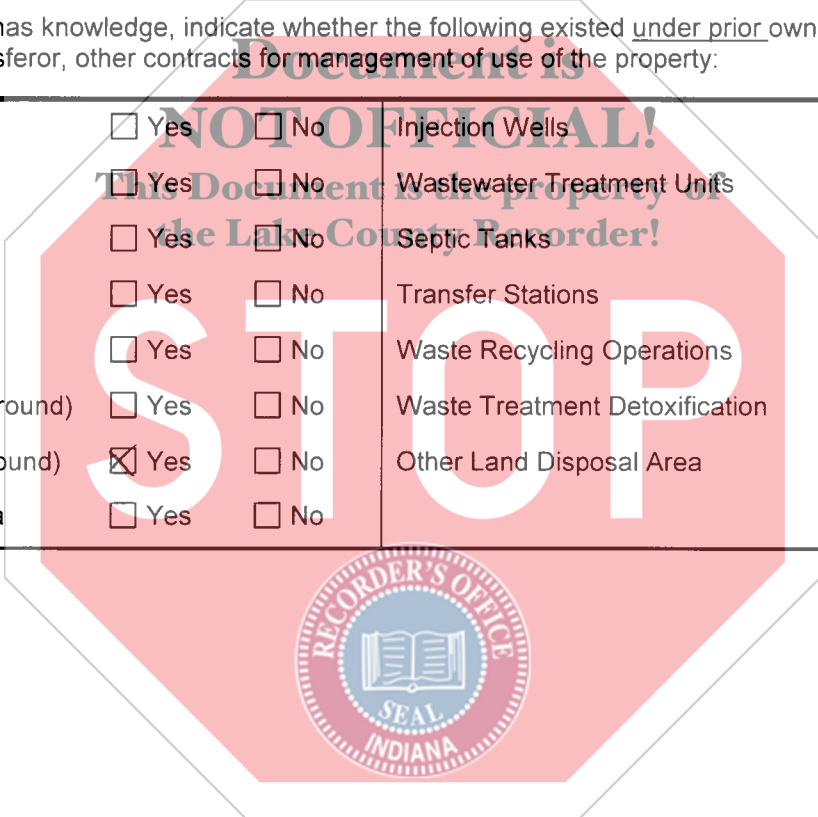 has knowledge, indicate whether the following existed under prior own
sferor, other contracts for management of use of the property:
Document is
NOT OFFICIAL!
This Document is the property of
the Lake County Recorder!
STOP
☐ Yes ☐ No Injection Wells
☐ Yes ☐ No Wastewater Treatment Units
☐ Yes ☐ No Septic Tanks
☐ Yes ☐ No Transfer Stations
☐ Yes ☐ No Waste Recycling Operations
round) ☐ Yes ☐ No Waste Treatment Detoxification
ound) ☒ Yes ☐ No Other Land Disposal Area
a ☐ Yes ☐ No
RECORDER'S OFFICE
SEAL
INDIANA